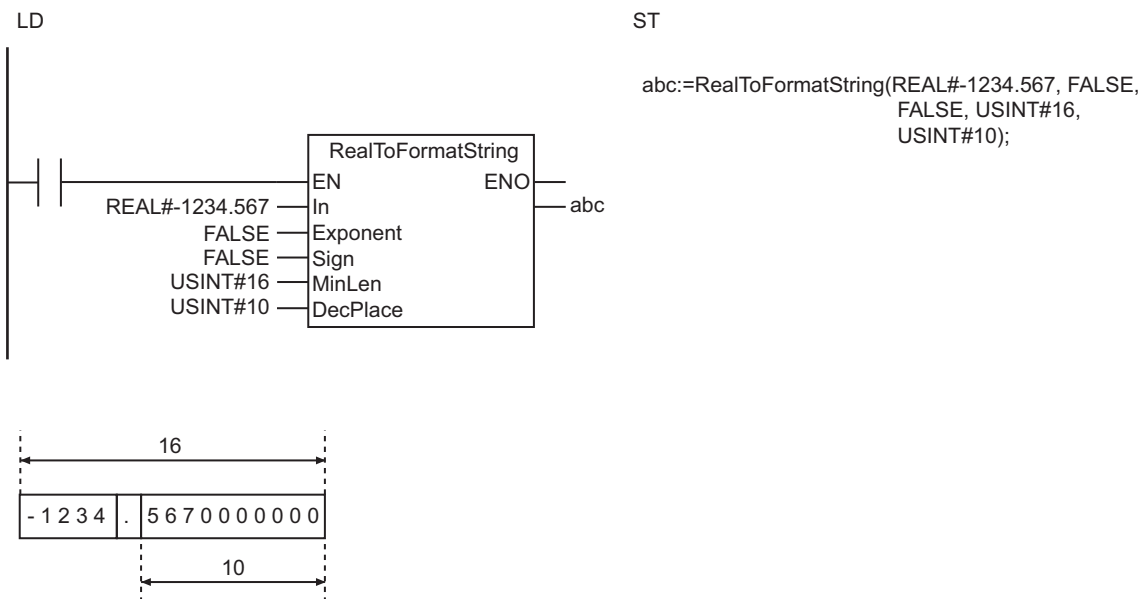 LD
ST
abc:=RealToFormatString(REAL#-1234.567, FALSE,
FALSE, USINT#16,
USINT#10);
RealToFormatString
EN ENO
REAL#-1234.567 In abc
FALSE Exponent
FALSE Sign
USINT#16 MinLen
USINT#10 DecPlace
16
- 1 2 3 4 . 5 6 7 0 0 0 0 0 0 0
10